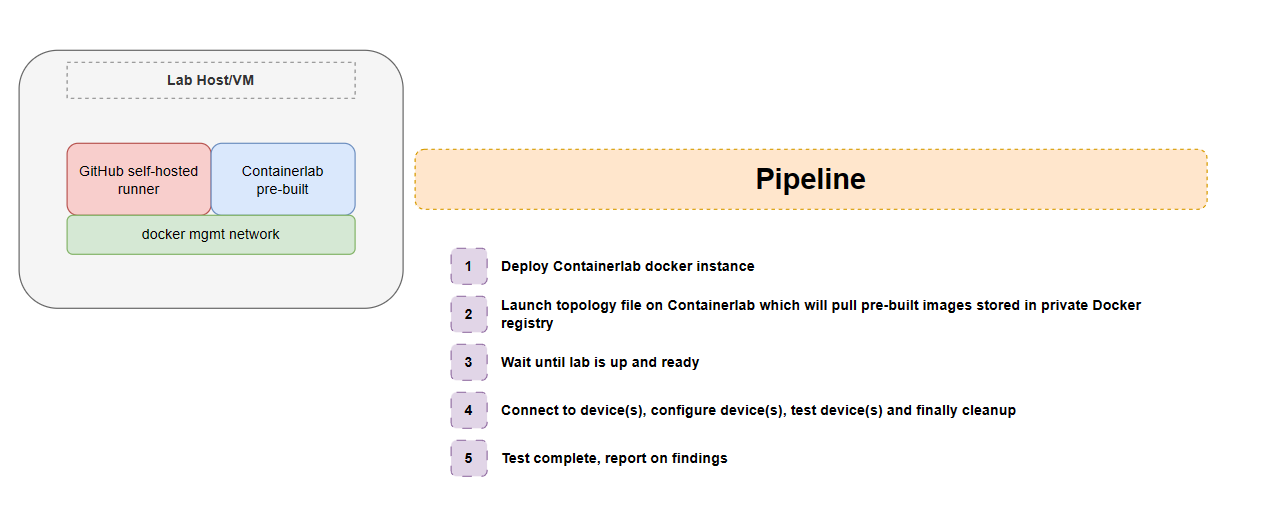 Lab Host/VM
GitHub self-hosted
runner
Containerlab
pre-built
docker mgmt network
Pipeline
1
Deploy Containerlab docker instance
2
Launch topology file on Containerlab which will pull pre-built images stored in private Docker
registry
3
Wait until lab is up and ready
4
Connect to device(s), configure device(s), test device(s) and finally cleanup
5
Test complete, report on findings